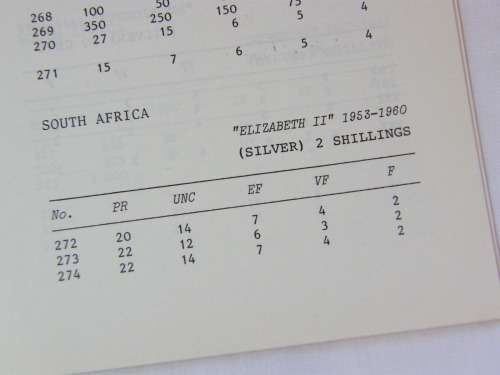 268 100 50
269 350 250 150 75
270 27 15 6 5 4
271 15 7 6 5 4
SOUTH AFRICA
"ELIZABETH II" 1953-1960
(SILVER) 2 SHILLINGS
No. PR UNC EF VF F
272 20 14 7 4 2
273 22 12 6 3 2
274 22 14 7 4 2